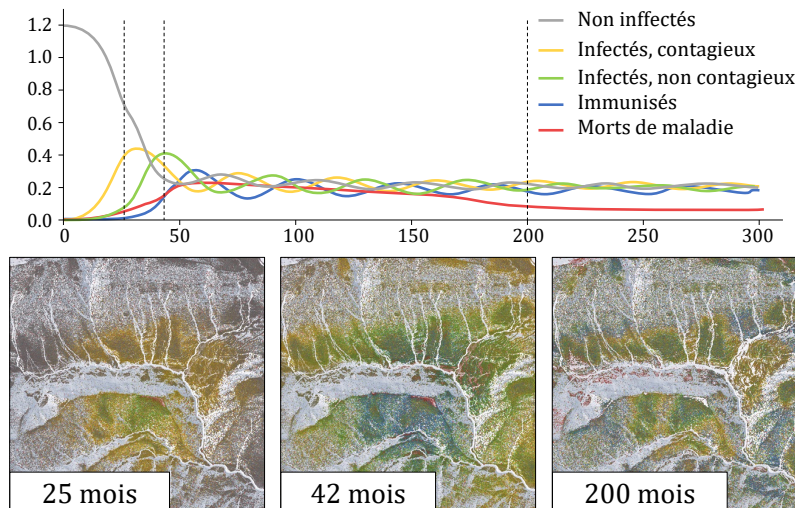 1.2
1.0
0.8
0.6
0.4
0.2
0.0
0 50 100 150 200 250 300
Non inffectés
Infectés, contagieux
Infectés, non contagieux
Immunisés
Morts de maladie
25 mois
42 mois
200 mois